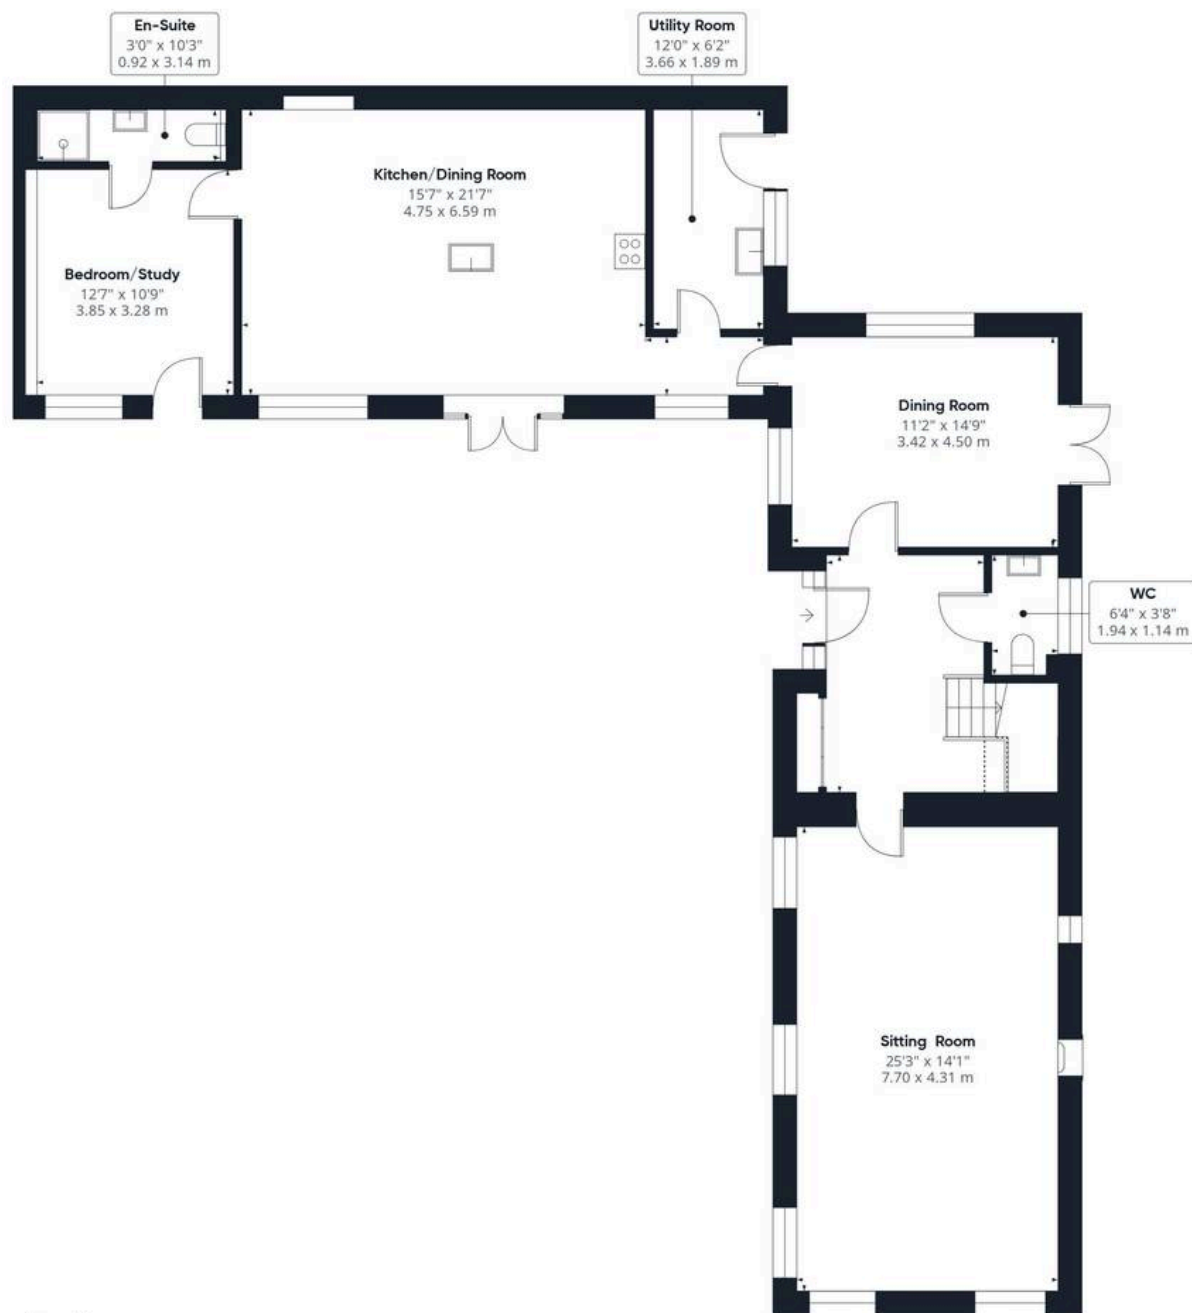 En-Suite
3'0" x 10'3"
0.92 x 3.14 m
Utility Room
12'0" x 6'2"
3.66 x 1.89 m
Kitchen/Dining Room
15'7" x 21'7"
4.75 x 6.59 m
Bedroom/Study
12'7" x 10'9"
3.85 x 3.28 m
Dining Room
11'2" x 14'9"
3.42 x 4.50 m
WC
6'4" x 3'8"
1.94 x 1.14 m
Sitting Room
25'3" x 14'1"
7.70 x 4.31 m